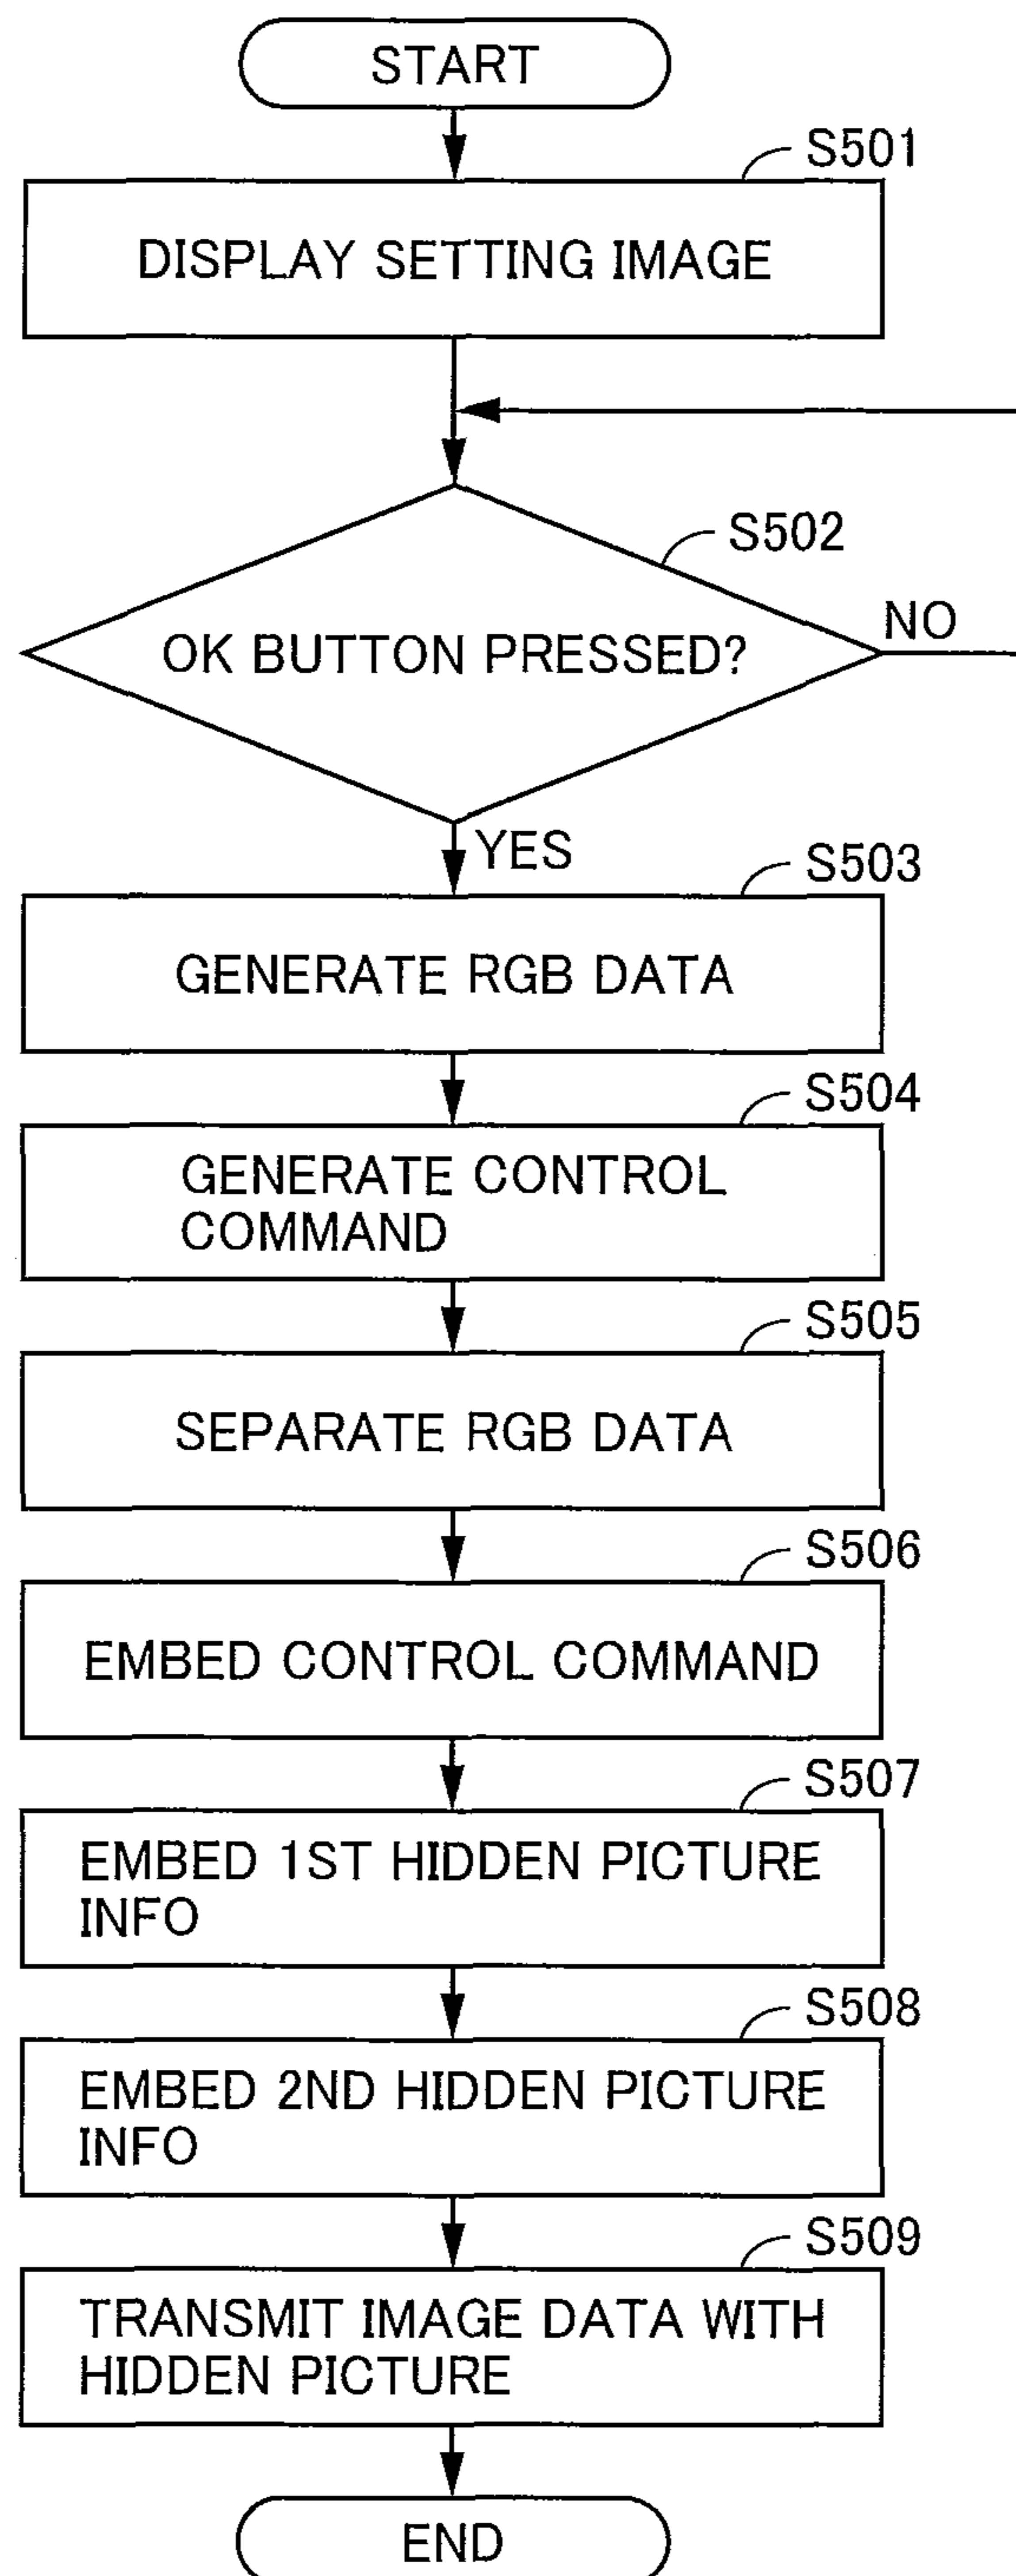 START
S501
DISPLAY SETTING IMAGE
S502
NO
OK BUTTON PRESSED?
YES
S503
GENERATE RGB DATA
S504
GENERATE CONTROL
COMMAND
S505
SEPARATE RGB DATA
S506
EMBED CONTROL COMMAND
S507
EMBED 1ST HIDDEN PICTURE
INFO
S508
EMBED 2ND HIDDEN PICTURE
INFO
S509
TRANSMIT IMAGE DATA WITH
HIDDEN PICTURE
END